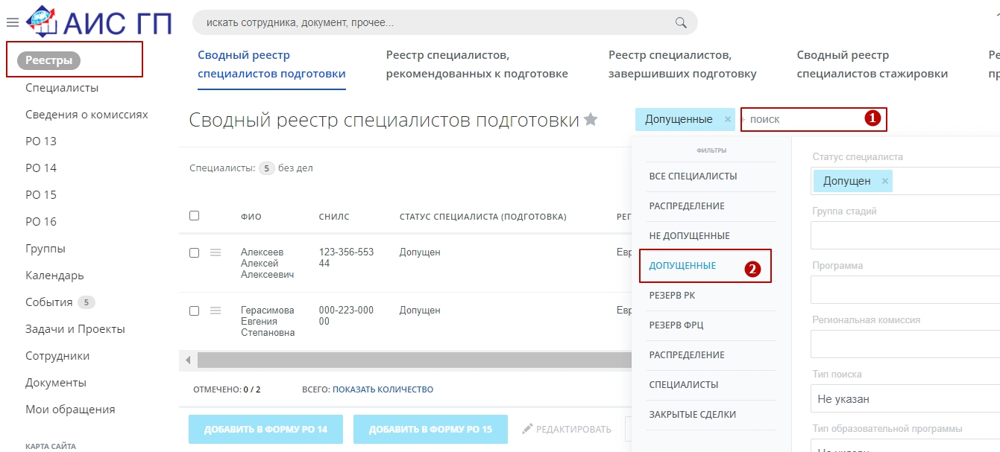 АИС ГП
искать сотрудника, документ, прочее...
Реестры
Специалисты
Сведения о комиссиях
РО 13
РО 14
РО 15
РО 16
Группы
Календарь
События 5
Задачи и Проекты
Сотрудники
Документы
Мои обращения
КАРТА САЙТА
Сводный реестр
специалистов подготовки
Реестр специалистов,
рекомендованных к подготовке
Реестр специалистов,
завершивших подготовку
Сводный реестр
специалистов стажировки
Ре
пр
Сводный реестр специалистов подготовки
Допущенные ×
+ поиск
1
Специалисты: 5 без дел
ФИО
СНИЛС
СТАТУС СПЕЦИАЛИСТА (ПОДГОТОВКА)
РЕГ
Алексеев
Алексей
Алексеевич
123-356-553
44
Допущен
Евр
Герасимова
Евгения
Степановна
000-223-000
00
Допущен
Евр
ОТМЕЧЕНО: 0 / 2
ВСЕГО: ПОКАЗАТЬ КОЛИЧЕСТВО
ДОБАВИТЬ В ФОРМУ РО 14
ДОБАВИТЬ В ФОРМУ РО 15
РЕДАКТИРОВАТЬ
ФИЛЬТРЫ
ВСЕ СПЕЦИАЛИСТЫ
РАСПРЕДЕЛЕНИЕ
НЕ ДОПУЩЕННЫЕ
ДОПУЩЕННЫЕ
2
РЕЗЕРВ РК
РЕЗЕРВ ФРЦ
РАСПРЕДЕЛЕНИЕ
СПЕЦИАЛИСТЫ
ЗАКРЫТЫЕ СДЕЛКИ
Статус специалиста
Допущен ×
Группа стадий
Программа
Региональная комиссия
Тип поиска
Не указан
Тип образовательной программы
Не указан